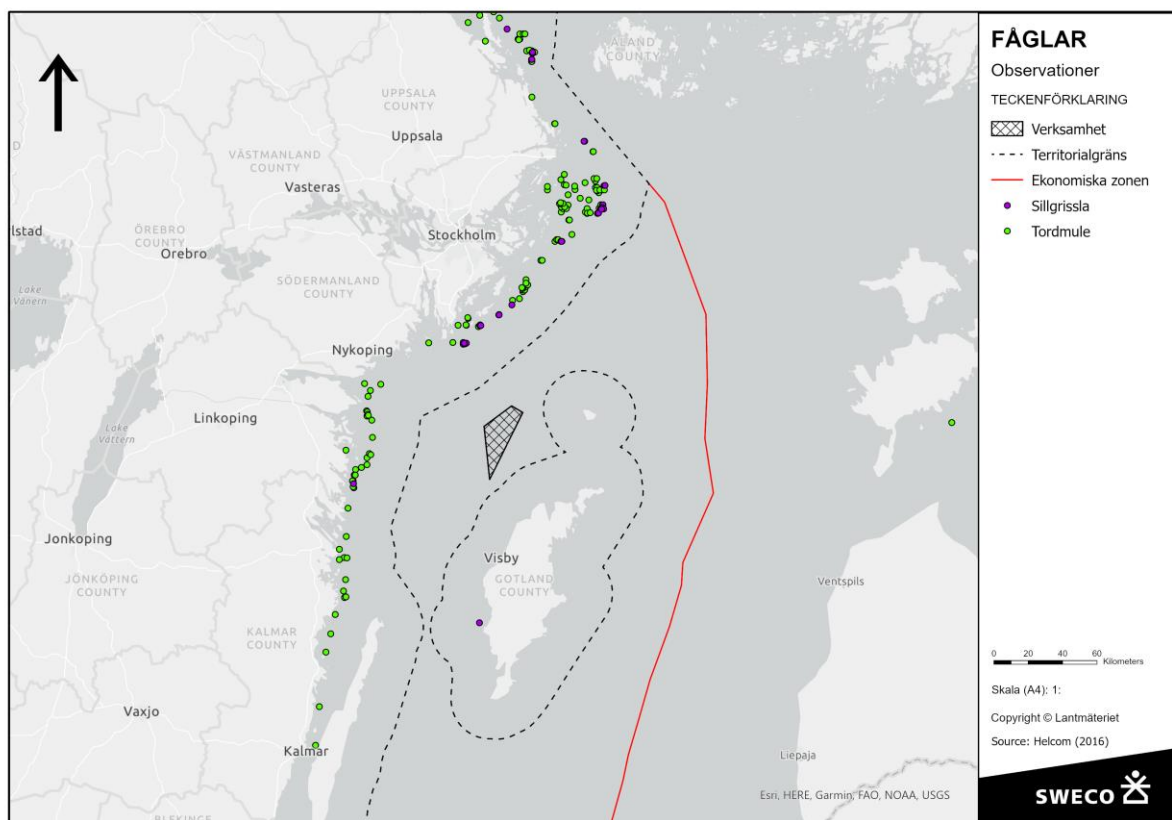 ÅLAND
COUNTY
UPPSALA
COUNTY
Uppsala
VÄSTMANLAND
COUNTY
Vasteras
lstad
ÖREBRO
COUNTY
Orebro
Stockholm
SÖDERMANLAND
COUNTY
Lake
Vänern
Nykoping
Linkoping
Lake
Vättern
Jonkoping
JÖNKÖPING
COUNTY
Visby
GOTLAND
COUNTY
Ventspils
KALMAR
COUNTY
Vaxjo
Kalmar
Liepaja
BLEKINGE
Esri, HERE, Garmin, FAO, NOAA, USGS
FÅGLAR
Observationer
TECKENFÖRKLARING
Verksamhet
Territorialgräns
Ekonomiska zonen
Sillgrissla
Tordmule
0 20 40 60
Kilometers
Skala (A4): 1:
Copyright © Lantmäteriet
Source: Helcom (2016)
SWECO